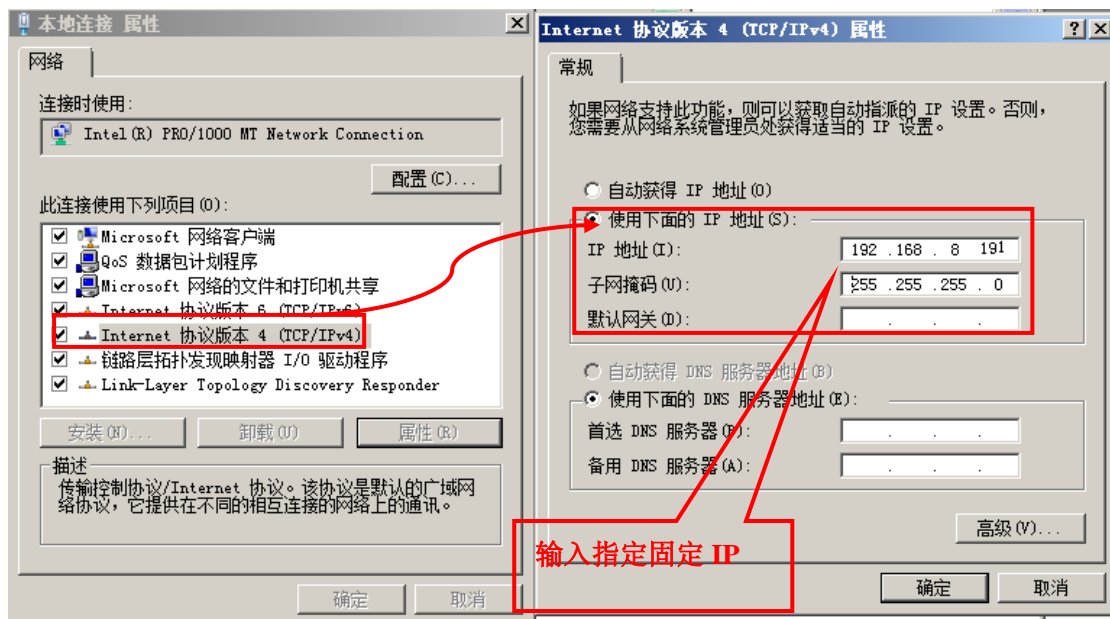 本地连接 属性
网络
连接时使用:
Intel(R) PRO/1000 MT Network Connection
配置(C)...
此连接使用下列项目(O):
Microsoft 网络客户端
QoS 数据包计划程序
Microsoft 网络的文件和打印机共享
Internet 协议版本 6 (TCP/IPv6)
Internet 协议版本 4 (TCP/IPv4)
链路层拓扑发现映射器 I/O 驱动程序
Link-Layer Topology Discovery Responder
安装(N)...
卸载(U)
属性(R)
描述
传输控制协议/Internet 协议。该协议是默认的广域网
络协议，它提供在不同的相互连接的网络上的通讯。
确定
取消
Internet 协议版本 4 (TCP/IPv4) 属性
常规
如果网络支持此功能，则可以获取自动指派的 IP 设置。否则，
您需要从网络系统管理员处获得适当的 IP 设置。
自动获得 IP 地址(O)
使用下面的 IP 地址(S):
IP 地址(I):
192 .168 . 8 191
子网掩码(U):
255 .255 .255 . 0
默认网关(D):
自动获得 DNS 服务器地址(B)
使用下面的 DNS 服务器地址(E):
首选 DNS 服务器(P):
备用 DNS 服务器(A):
高级(V)...
输入指定固定 IP
确定
取消